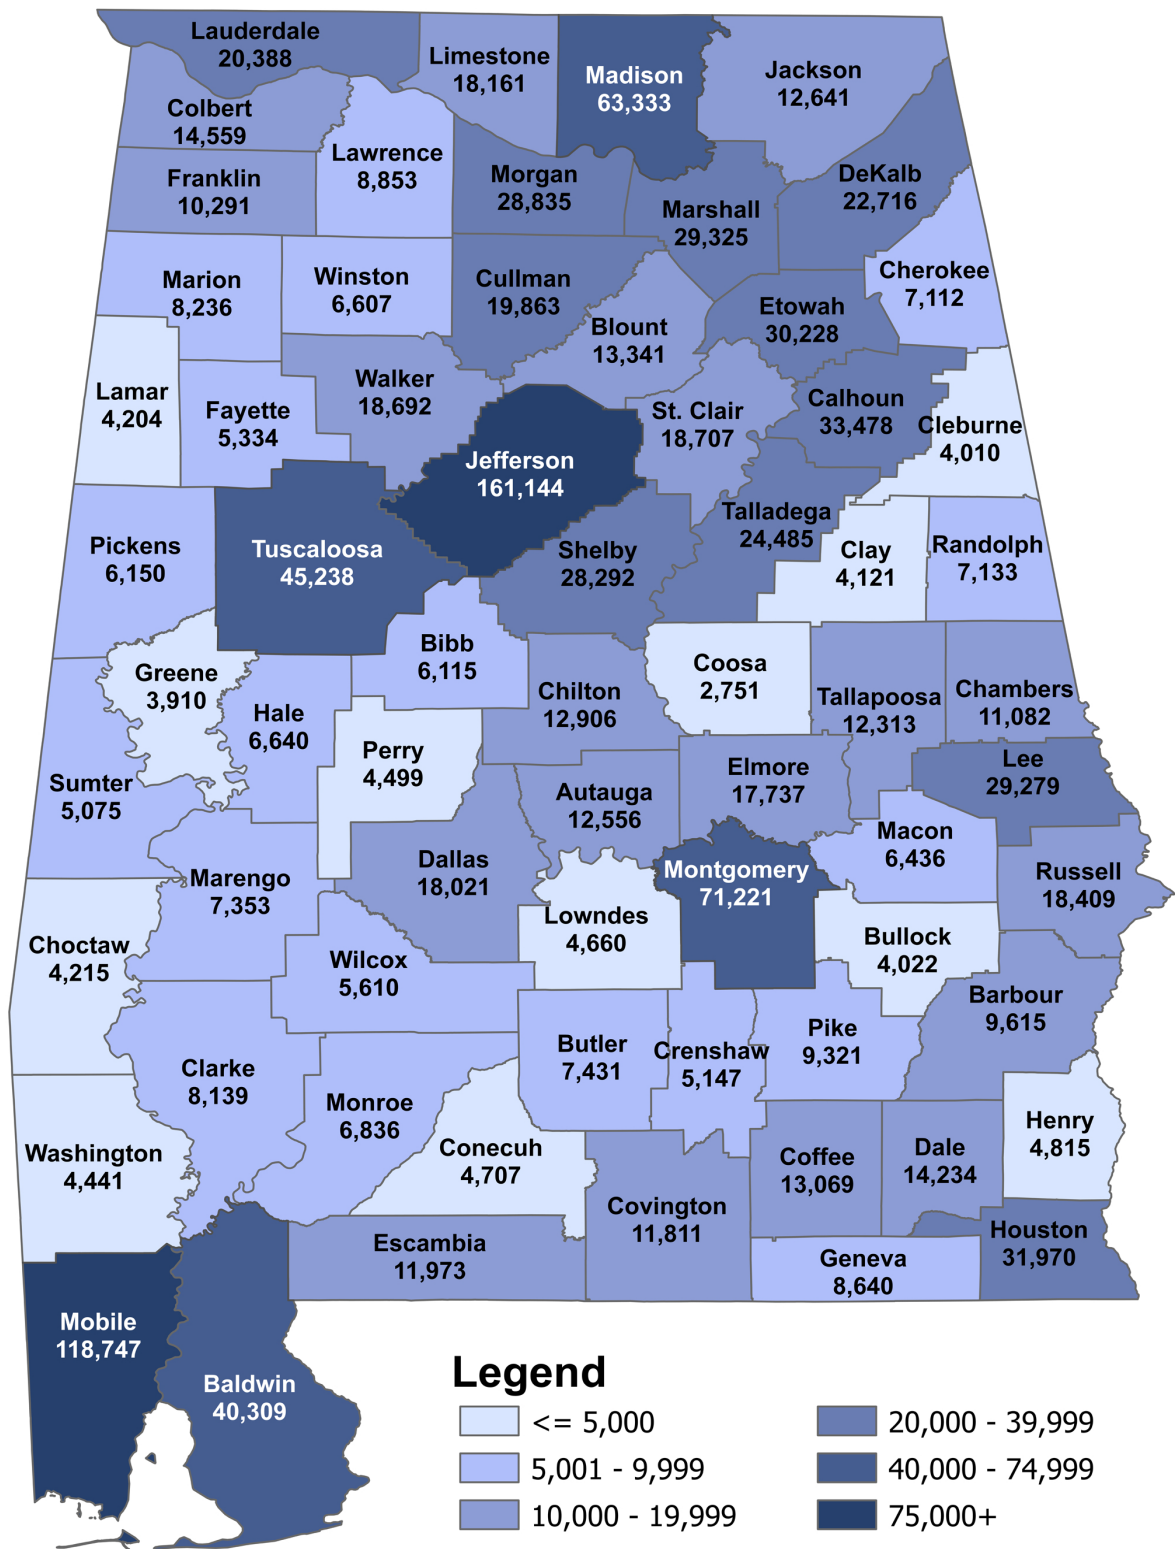 Lauderdale
20,388
Limestone
18,161
Madison
63,333
Jackson
12,641
Colbert
14,559
Lawrence
8,853
Franklin
10,291
Morgan
28,835
Marshall
29,325
DeKalb
22,716
Marion
8,236
Winston
6,607
Cullman
19,863
Cherokee
7,112
Etowah
30,228
Blount
13,341
Lamar
4,204
Fayette
5,334
Walker
18,692
St. Clair
18,707
Calhoun
33,478
Cleburne
4,010
Jefferson
161,144
Pickens
6,150
Tuscaloosa
45,238
Shelby
28,292
Talladega
24,485
Clay
4,121
Randolph
7,133
Greene
3,910
Bibb
6,115
Hale
6,640
Chilton
12,906
Coosa
2,751
Tallapoosa
12,313
Chambers
11,082
Sumter
5,075
Perry
4,499
Autauga
12,556
Elmore
17,737
Lee
29,279
Macon
6,436
Marengo
7,353
Dallas
18,021
Montgomery
71,221
Russell
18,409
Choctaw
4,215
Lowndes
4,660
Bullock
4,022
Wilcox
5,610
Barbour
9,615
Clarke
8,139
Butler
7,431
Crenshaw
5,147
Pike
9,321
Monroe
6,836
Washington
4,441
Conecuh
4,707
Coffee
13,069
Dale
14,234
Henry
4,815
Covington
11,811
Escambia
11,973
Geneva
8,640
Houston
31,970
Mobile
118,747
Baldwin
40,309
Legend
<= 5,000
5,001 - 9,999
10,000 - 19,999
20,000 - 39,999
40,000 - 74,999
75,000+